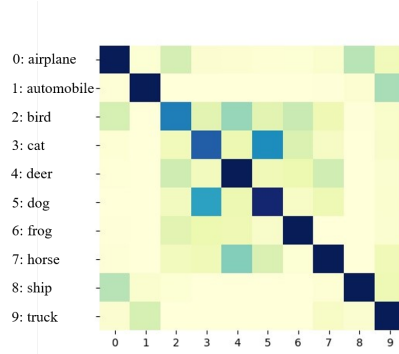 0: airplane
1: automobile
2: bird
3: cat
4: deer
5: dog
6: frog
7: horse
8: ship
9: truck
0 1 2 3 4 5 6 7 8 9